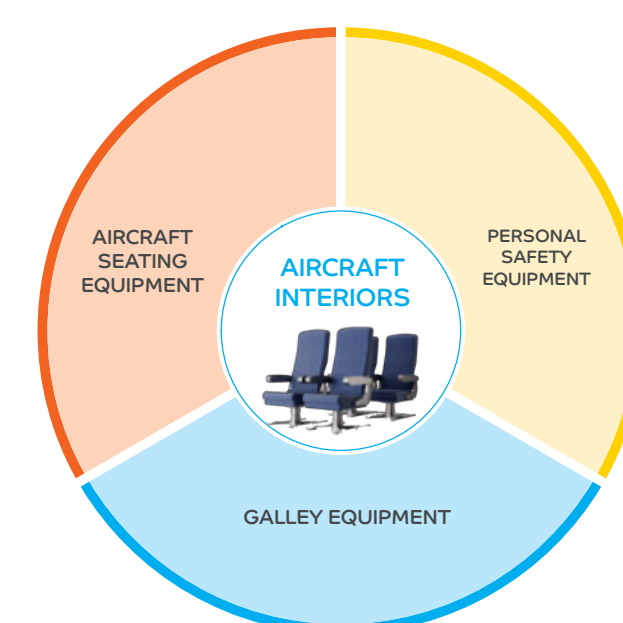 AIRCRAFT
SEATING
EQUIPMENT
AIRCRAFT
INTERIORS
PERSONAL
SAFETY
EQUIPMENT
GALLEY EQUIPMENT